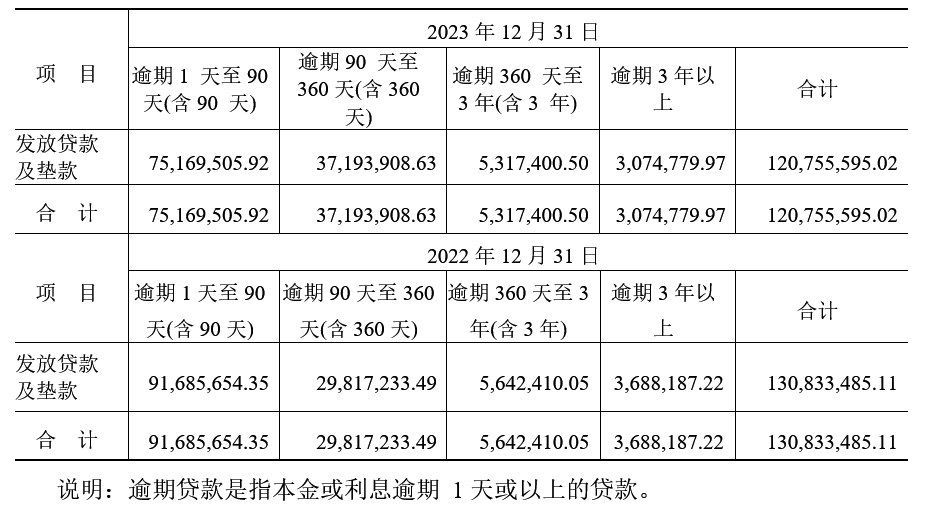 2023 年 12 月 31 日
项 目
逾期 1 天至 90
天(含 90 天)
逾期 90 天至
360 天(含 360
天)
逾期 360 天至
3 年(含 3 年)
逾期 3 年以
上
合计
发放贷款
及垫款
75,169,505.92 37,193,908.63 5,317,400.50 3,074,779.97 120,755,595.02
合 计 75,169,505.92 37,193,908.63 5,317,400.50 3,074,779.97 120,755,595.02
2022 年 12 月 31 日
项 目
逾期 1 天至 90
天(含 90 天)
逾期 90 天至 360
天(含 360 天)
逾期 360 天至 3
年(含 3 年)
逾期 3 年以
上
合计
发放贷款
及垫款
91,685,654.35 29,817,233.49 5,642,410.05 3,688,187.22 130,833,485.11
合 计 91,685,654.35 29,817,233.49 5,642,410.05 3,688,187.22 130,833,485.11
说明：逾期贷款是指本金或利息逾期 1 天或以上的贷款。